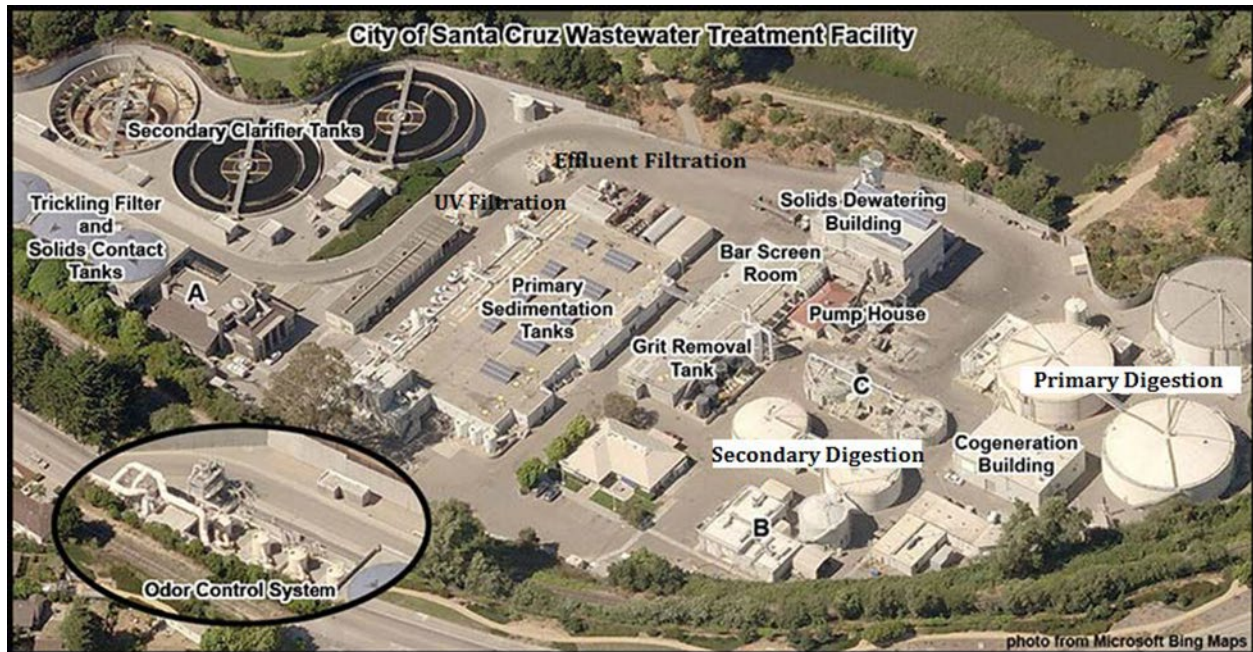 City of Santa Cruz Wastewater Treatment Facility
Secondary Clarifier Tanks
Effluent Filtration
UV Filtration
Solids Dewatering
Building
Trickling Filter
and
Solids Contact
Tanks
A
Bar Screen
Room
Primary
Sedimentation
Tanks
Pump House
Grit Removal
Tank
C
Primary Digestion
Secondary Digestion
Cogeneration
Building
B
Odor Control System
photo from Microsoft Bing Maps